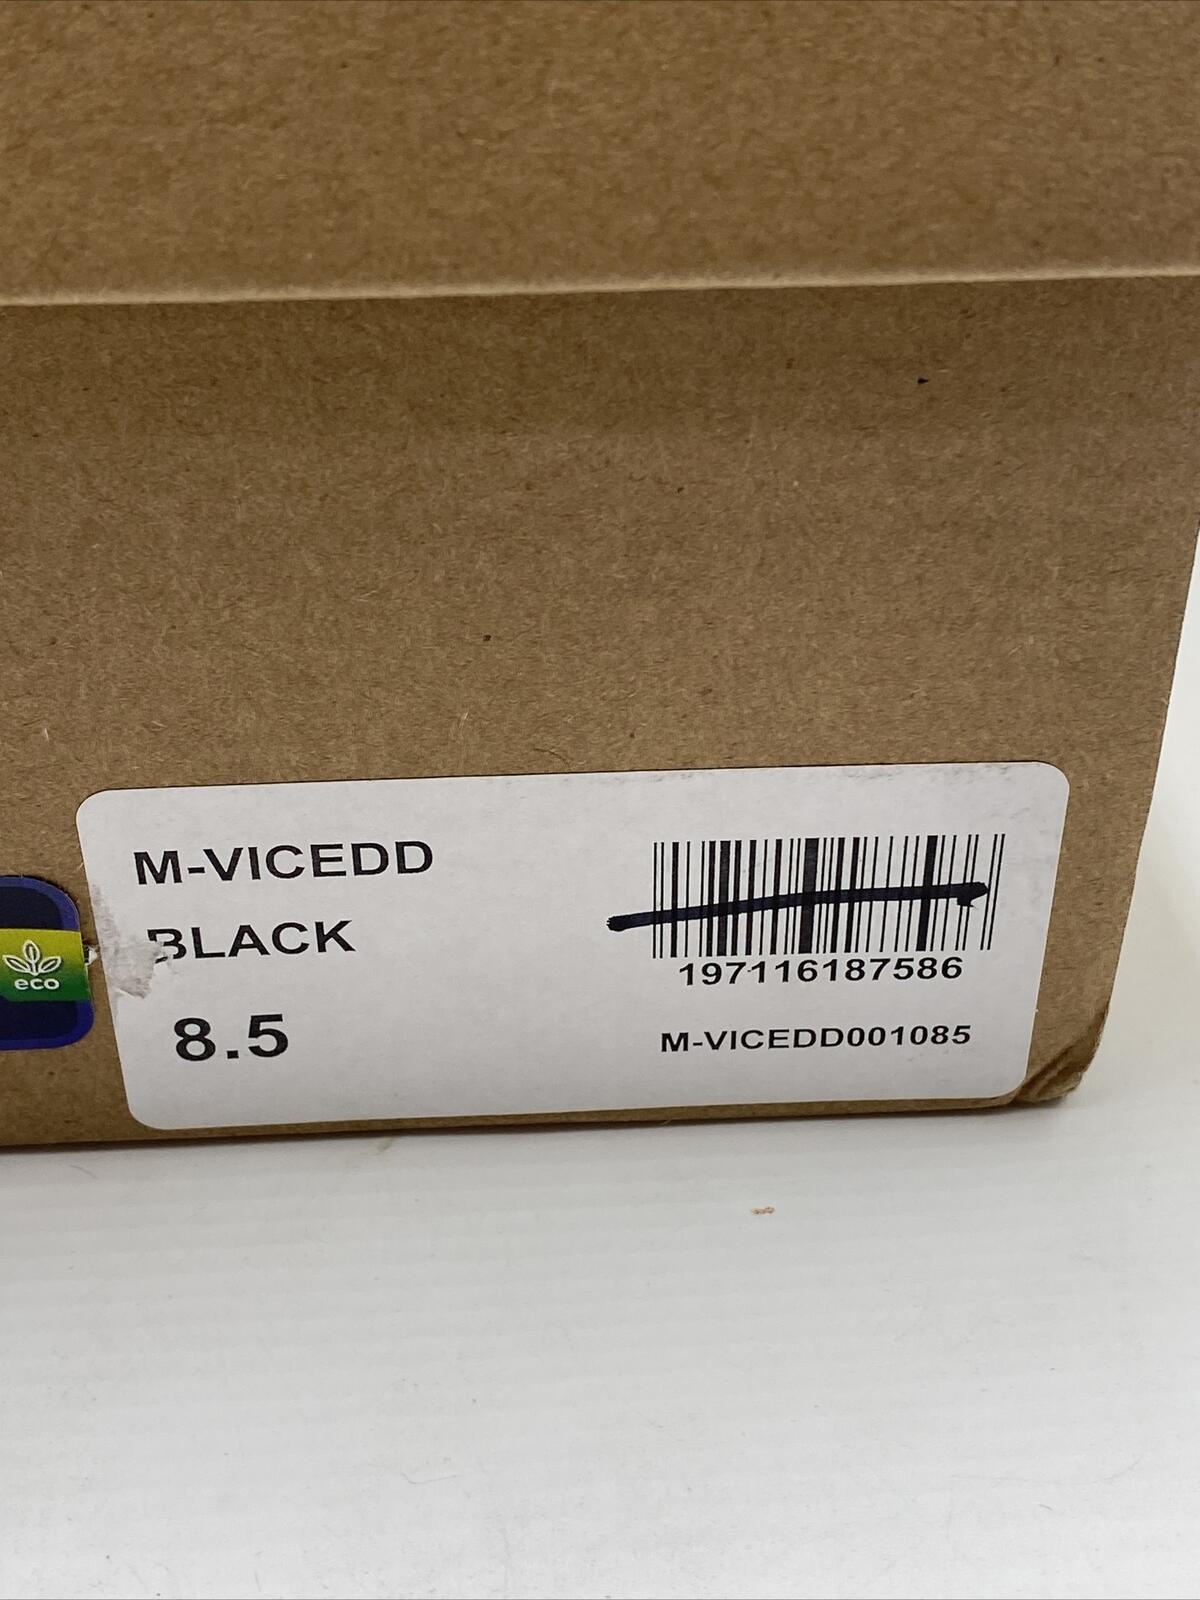 M-VICEDD
BLACK
8.5
197116187586
M-VICEDD001085
eco